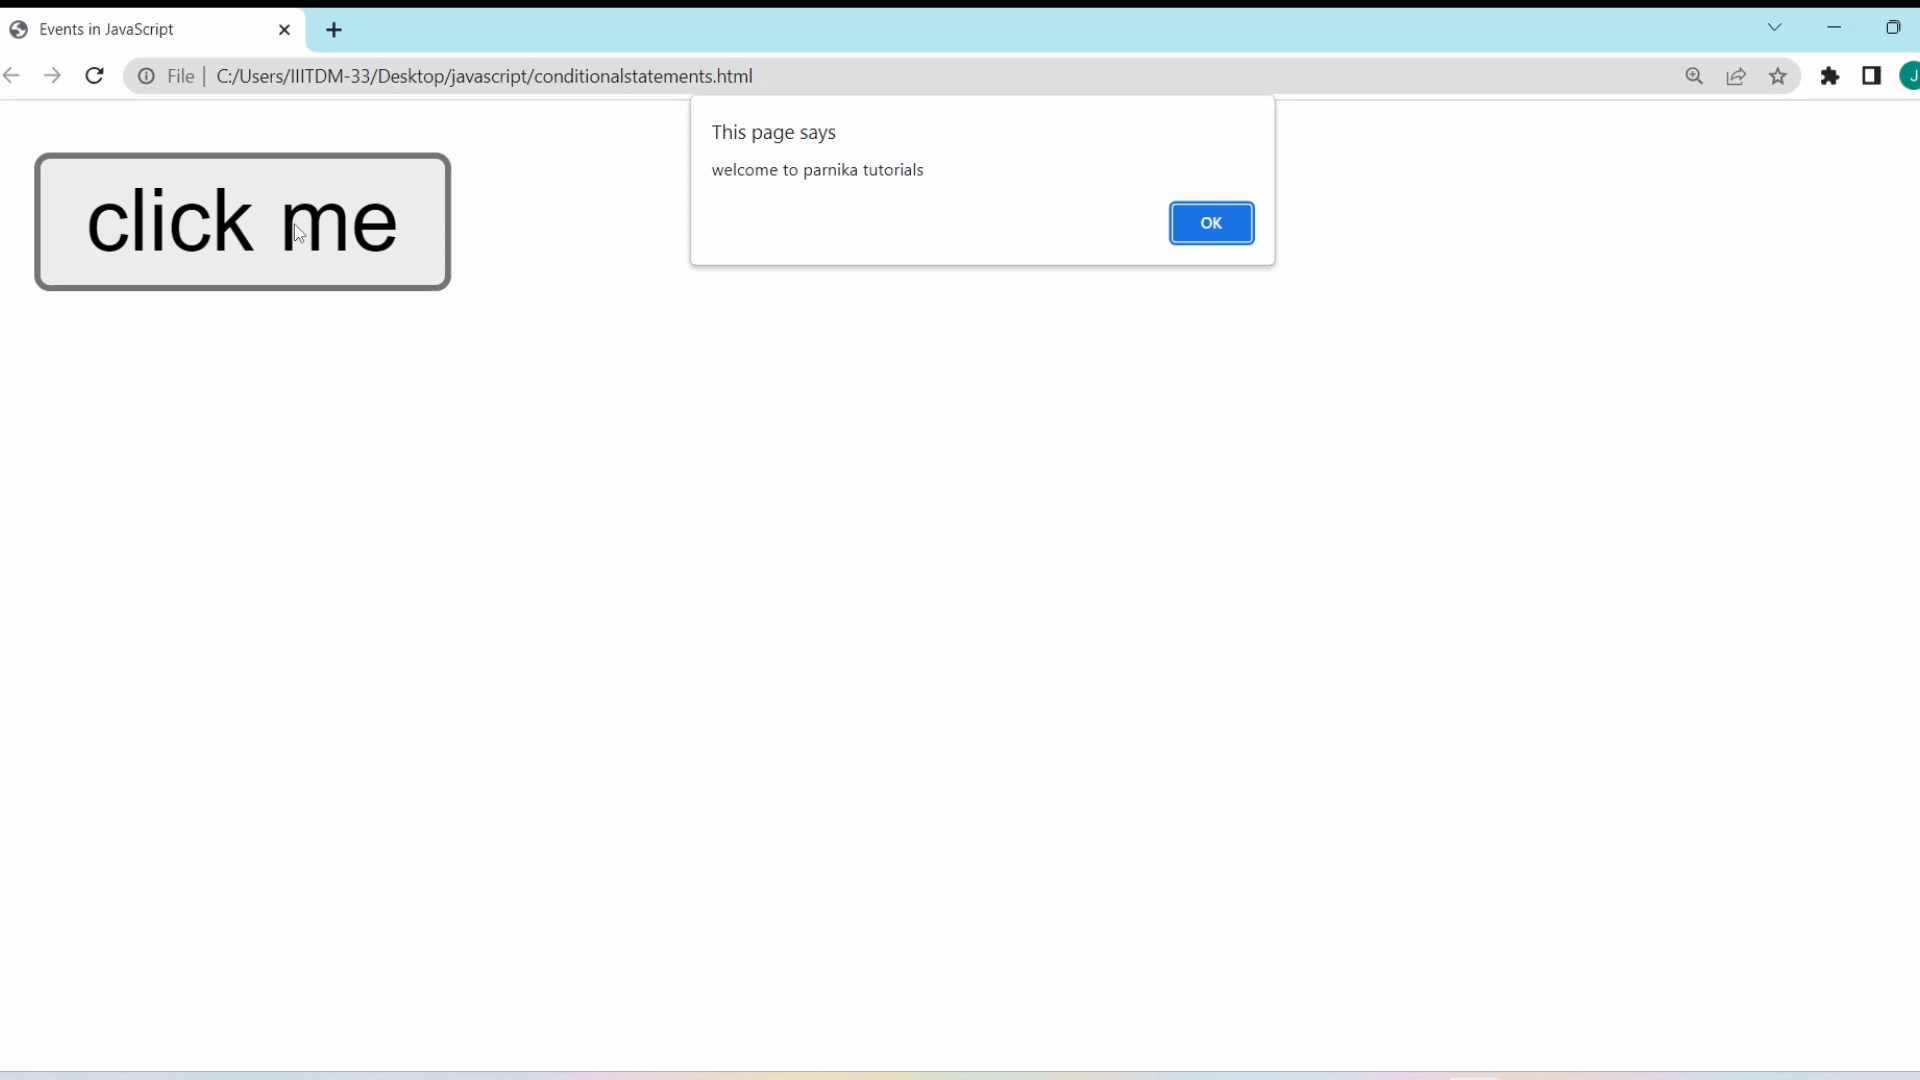 Events in JavaScript
File | C:/Users/IIITDM-33/Desktop/javascript/conditionalstatements.html
J
This page says
welcome to parnika tutorials
OK
click me